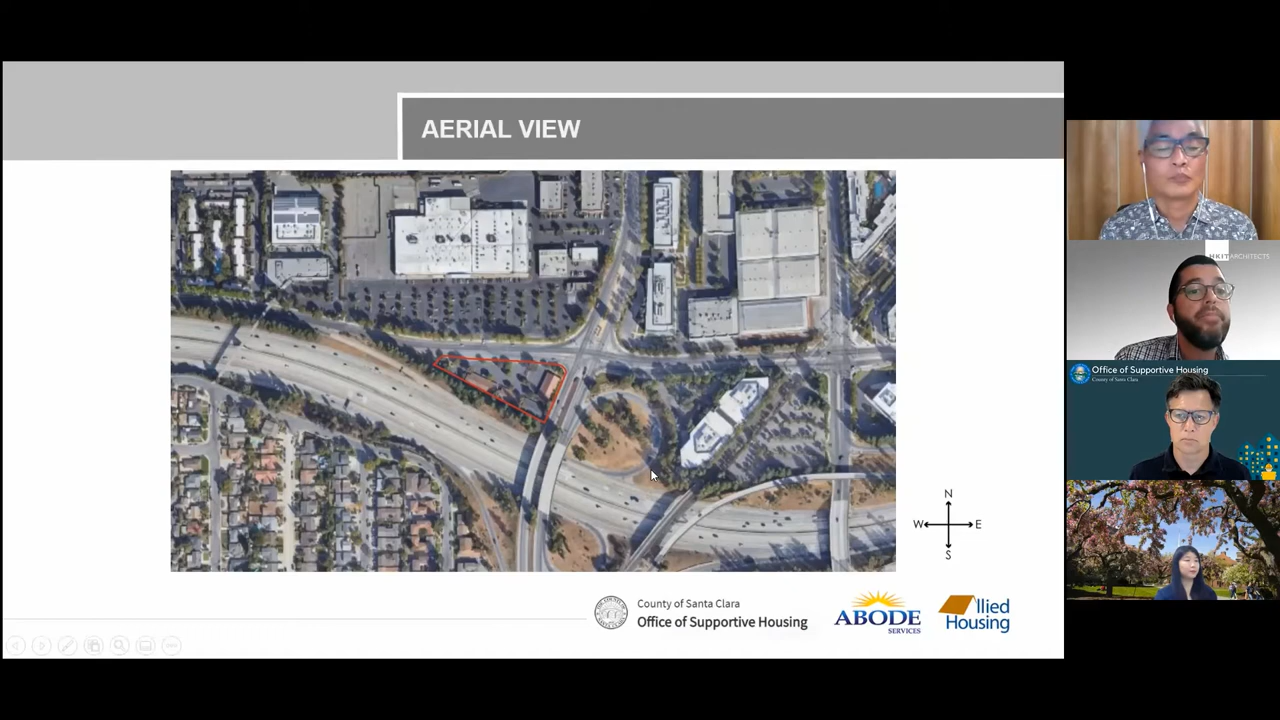 AERIAL VIEW
N
W E
S
County of Santa Clara
Office of Supportive Housing
ABODE
SERVICES
llied
Housing
HKITARCHITECTS
Office of Supportive Housing
County of Santa Clara